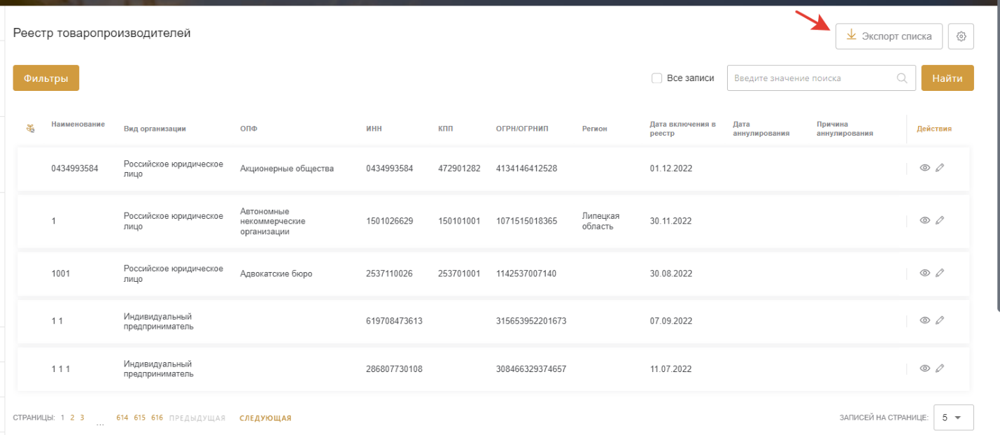 Реестр товаропроизводителей
Экспорт списка
Фильтры
Все записи
Введите значение поиска
Найти
Наименование Вид организации ОПФ ИНН КПП ОГРН/ОГРНИП Регион Дата включения в реестр Дата аннулирования Причина аннулирования Действия
0434993584 Российское юридическое лицо Акционерные общества 0434993584 472901282 4134146412528 01.12.2022
1 Российское юридическое лицо Автономные некоммерческие организации 1501026629 150101001 1071515018365 Липецкая область 30.11.2022
1001 Российское юридическое лицо Адвокатские бюро 2537110026 253701001 1142537007140 30.08.2022
1 1 Индивидуальный предприниматель 619708473613 315653952201673 07.09.2022
1 1 1 Индивидуальный предприниматель 286807730108 308466329374657 11.07.2022
СТРАНИЦЫ: 1 2 3 ... 614 615 616 ПРЕДЫДУЩАЯ СЛЕДУЮЩАЯ
ЗАПИСЕЙ НА СТРАНИЦЕ: 5